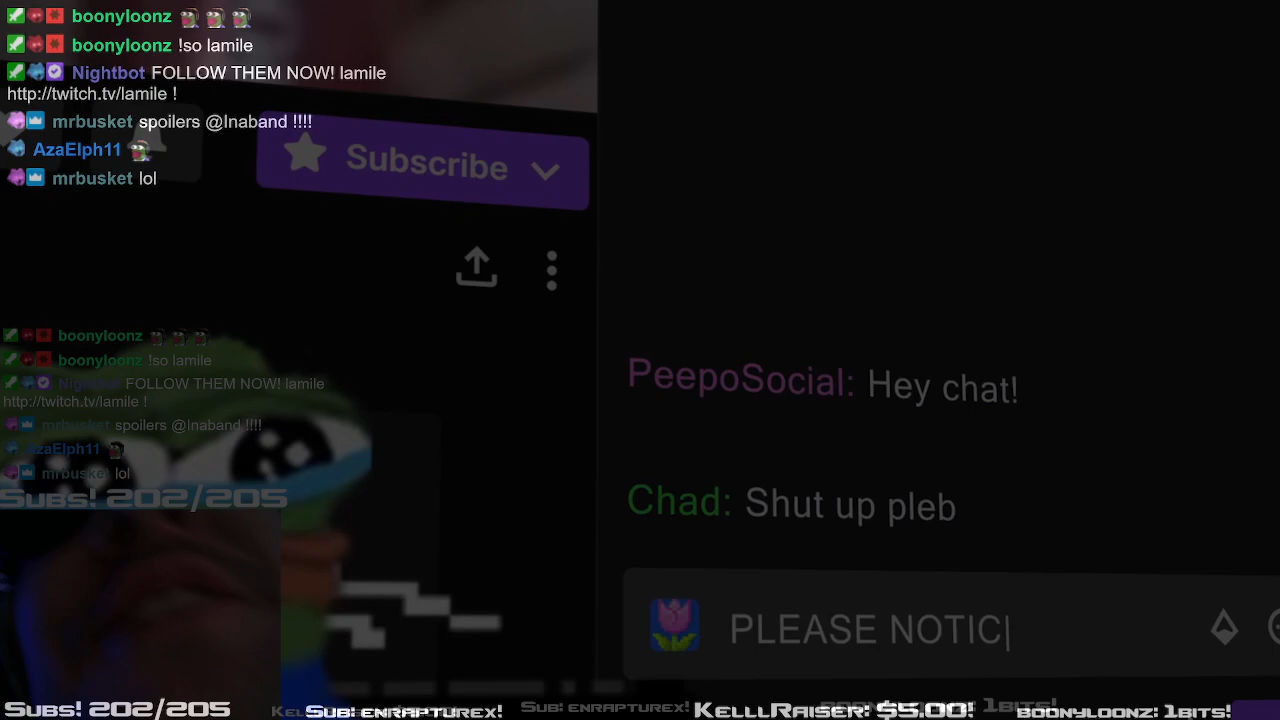 boonyloonz
boonyloonz !so lamile
Nightbot FOLLOW THEM NOW! lamile
http://twitch.tv/lamile !
mrbusket spoilers @Inaband !!!!
AzaElph11
mrbusket lol
Subscribe
boonyloonz
boonyloonz !so lamile
Nightbot FOLLOW THEM NOW! lamile
http://twitch.tv/lamile !
mrbusket spoilers @Inaband !!!!
AzaElph11
mrbusket lol
Subs! 202/205
PeepoSocial: Hey chat!
Chad: Shut up pleb
PLEASE NOTIC
Subs! 202/205
Sub: enrapturex!
Sub: enrapturex!
KelllRaiser: $5.00!
1bits!
boonyloonz: 1bits!